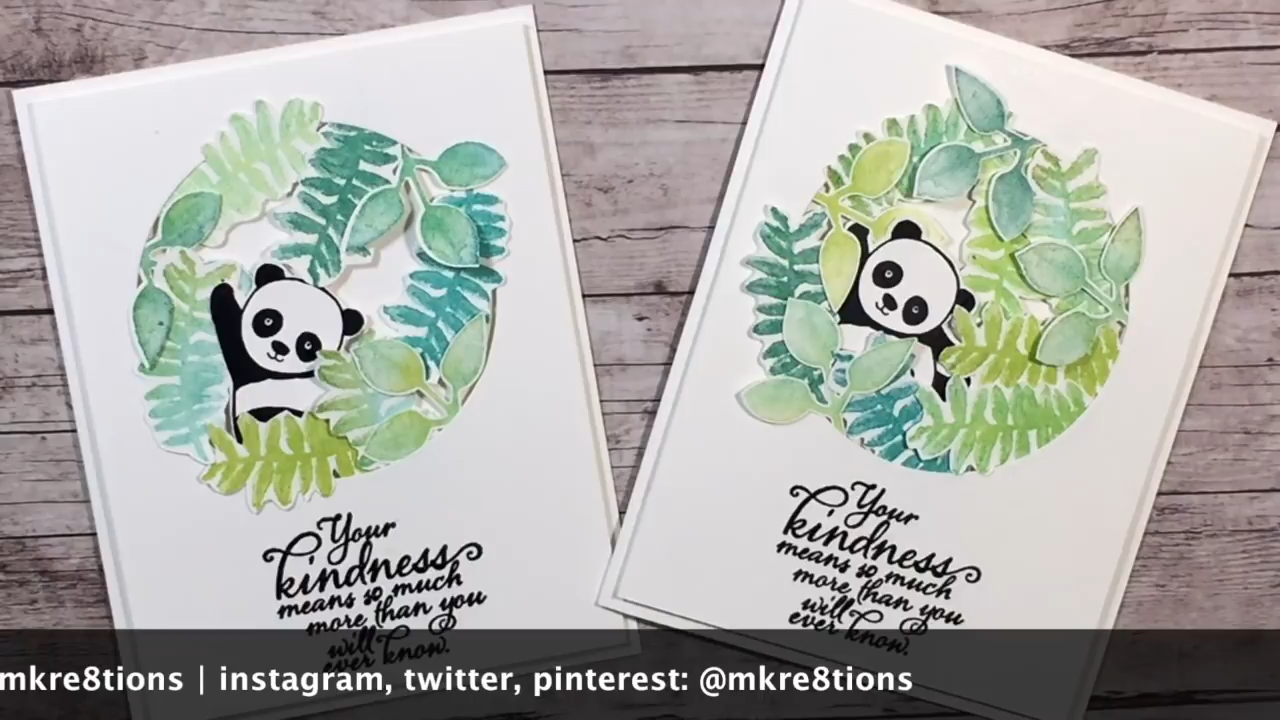 Your
kindness
means so much
more than you
will
ever know.
Your
kindness
means so much
more than you
will
ever know.
mkre8tions | instagram, twitter, pinterest: @mkre8tions